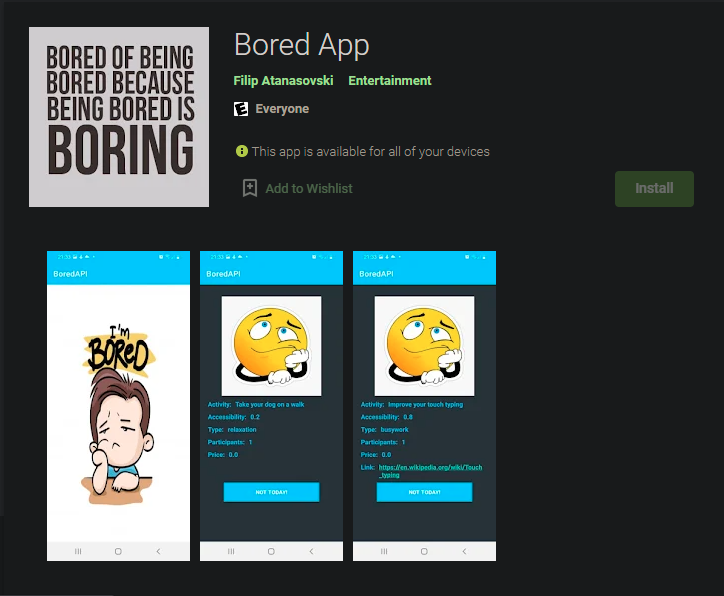 BORED OF BEING
BORED BECAUSE
BEING BORED IS
BORING
Bored App
Filip Atanasovski Entertainment
E Everyone
This app is available for all of your devices
Add to Wishlist
Install
21:33
BoredAPI
I'm
BOReD
21:33
BoredAPI
Activity: Take your dog on a walk
Accessibility: 0.2
Type: relaxation
Participants: 1
Price: 0.0
NOT TODAY!
21:33
BoredAPI
Activity: Improve your touch typing
Accessibility: 0.8
Type: busywork
Participants: 1
Price: 0.0
Link: https://en.wikipedia.org/wiki/Touch
_typing
NOT TODAY!